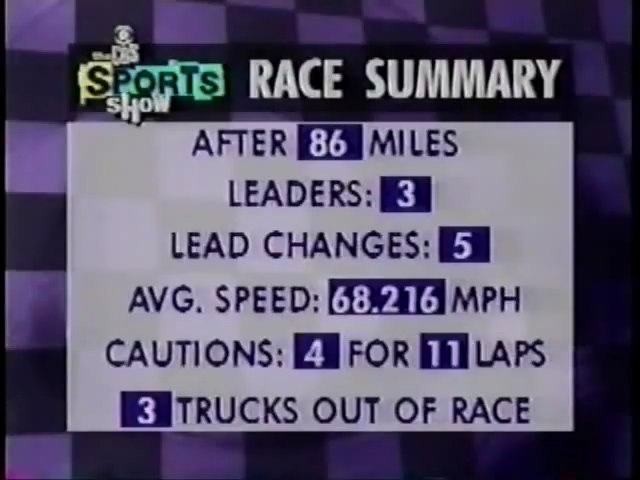 the CBS
SPORTS
SHOW
RACE SUMMARY
AFTER 86 MILES
LEADERS: 3
LEAD CHANGES: 5
AVG. SPEED: 68.216 MPH
CAUTIONS: 4 FOR 11 LAPS
3 TRUCKS OUT OF RACE